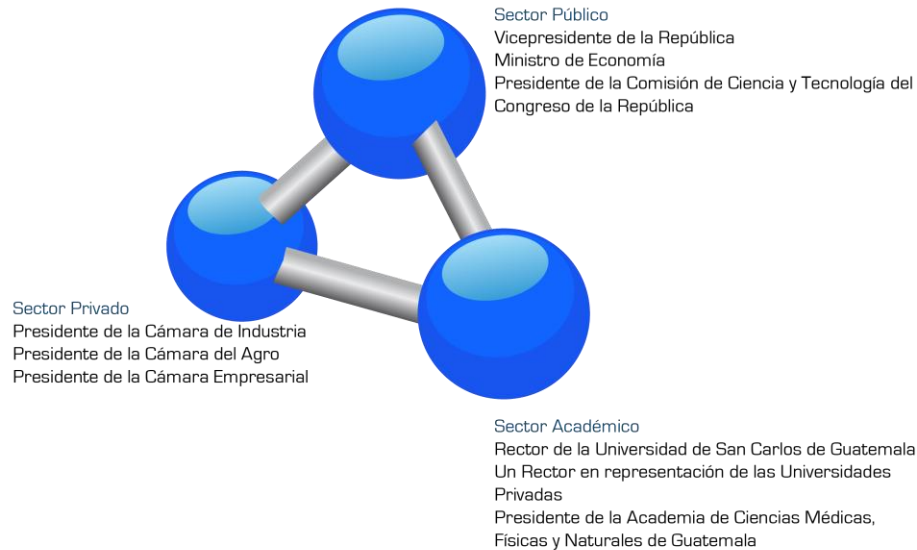 Sector Público
Vicepresidente de la República
Ministro de Economía
Presidente de la Comisión de Ciencia y Tecnología del
Congreso de la República
Sector Privado
Presidente de la Cámara de Industria
Presidente de la Cámara del Agro
Presidente de la Cámara Empresarial
Sector Académico
Rector de la Universidad de San Carlos de Guatemala
Un Rector en representación de las Universidades
Privadas
Presidente de la Academia de Ciencias Médicas,
Físicas y Naturales de Guatemala